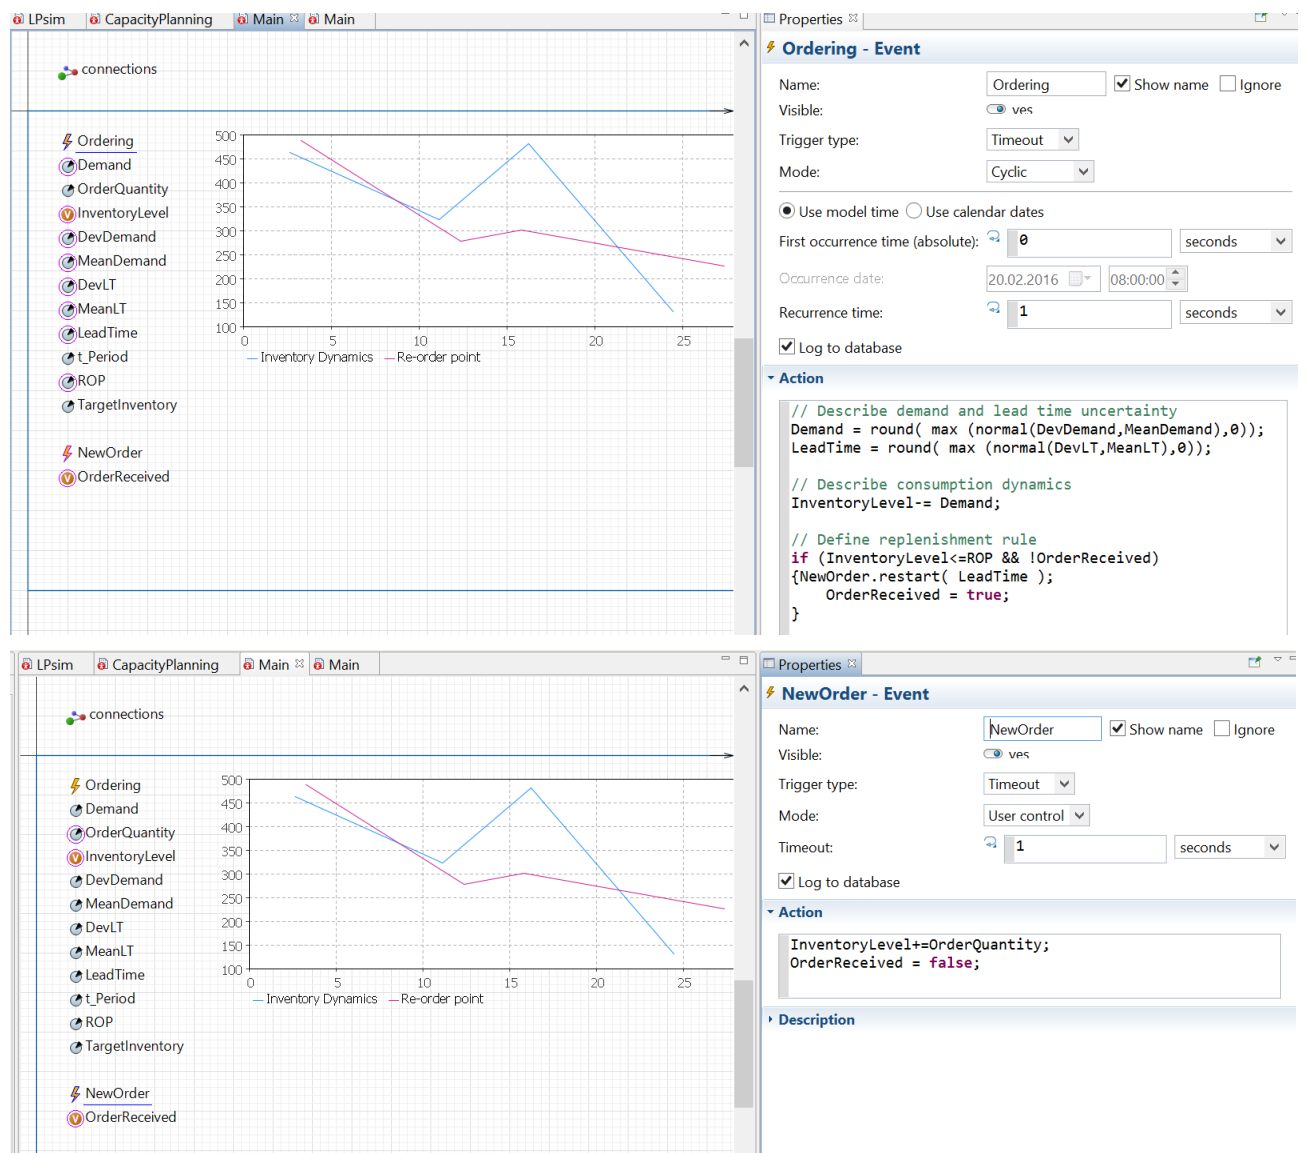 LPsim CapacityPlanning Main Main
connections
Ordering
Demand
OrderQuantity
InventoryLevel
DevDemand
MeanDemand
DevLT
MeanLT
LeadTime
t_Period
ROP
TargetInventory
NewOrder
OrderReceived
500
450
400
350
300
250
200
150
100
0 5 10 15 20 25
Inventory Dynamics Re-order point
Properties
Ordering - Event
Name: Ordering Show name Ignore
Visible: yes
Trigger type: Timeout
Mode: Cyclic
Use model time Use calendar dates
First occurrence time (absolute): 0 seconds
Occurrence date: 20.02.2016 08:00:00
Recurrence time: 1 seconds
Log to database
Action
// Describe demand and lead time uncertainty
Demand = round( max (normal(DevDemand,MeanDemand),0));
LeadTime = round( max (normal(DevLT,MeanLT),0));
// Describe consumption dynamics
InventoryLevel-= Demand;
// Define replenishment rule
if (InventoryLevel<=ROP && !OrderReceived)
{NewOrder.restart( LeadTime );
OrderReceived = true;
}
LPsim CapacityPlanning Main Main
connections
Ordering
Demand
OrderQuantity
InventoryLevel
DevDemand
MeanDemand
DevLT
MeanLT
LeadTime
t_Period
ROP
TargetInventory
NewOrder
OrderReceived
500
450
400
350
300
250
200
150
100
0 5 10 15 20 25
Inventory Dynamics Re-order point
Properties
NewOrder - Event
Name: NewOrder Show name Ignore
Visible: yes
Trigger type: Timeout
Mode: User control
Timeout: 1 seconds
Log to database
Action
InventoryLevel+=OrderQuantity;
OrderReceived = false;
Description